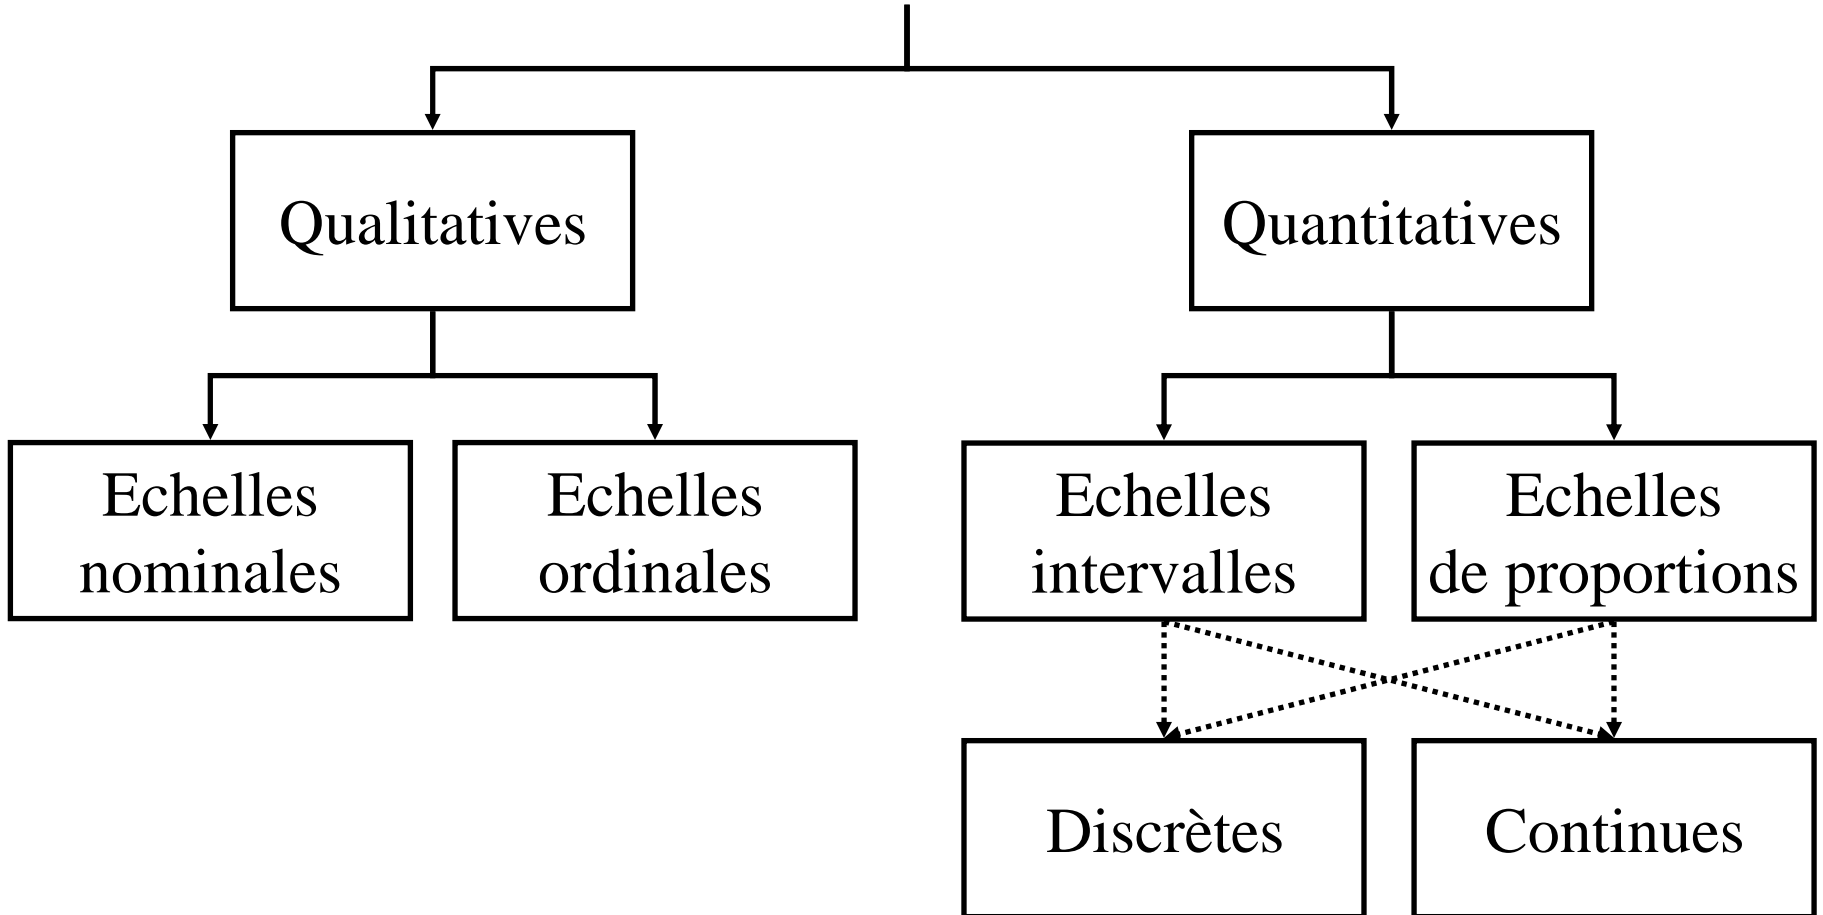 Qualitatives
Quantitatives
Echelles
nominales
Echelles
ordinales
Echelles
intervalles
Echelles
de proportions
Discrètes
Continues